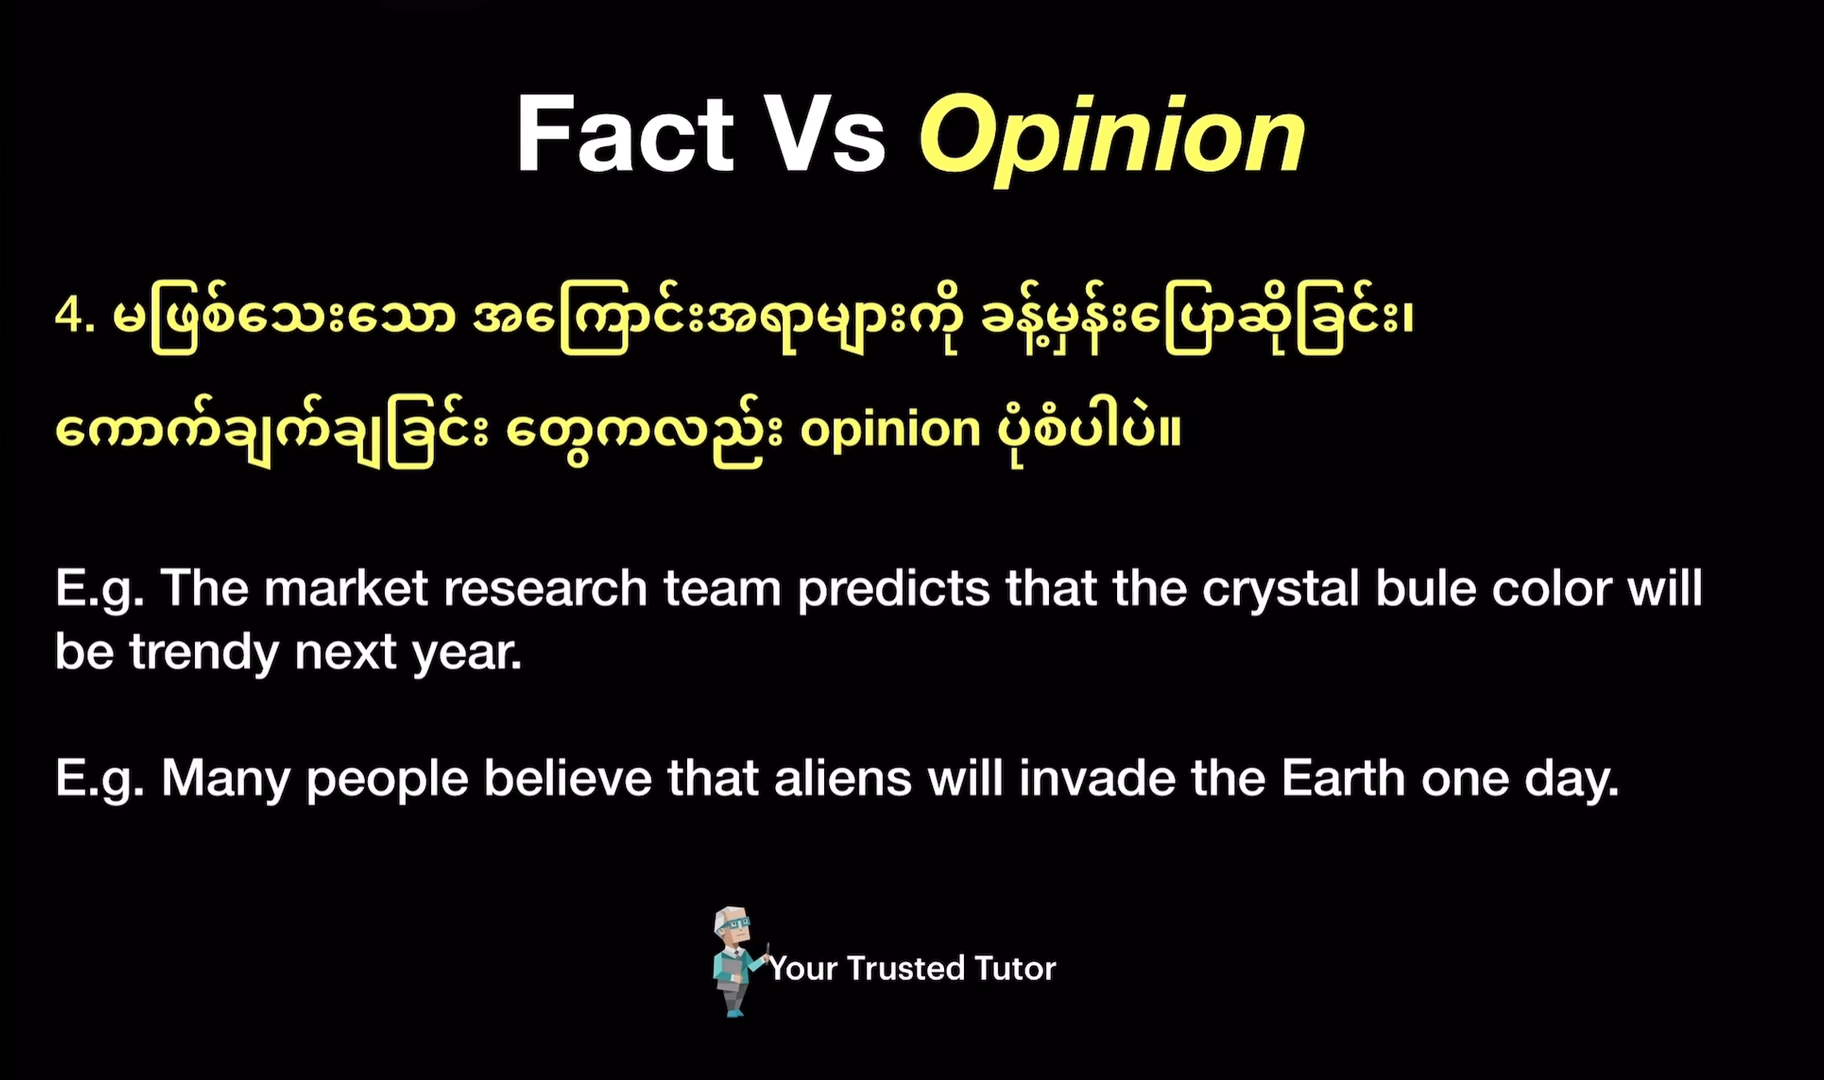 Fact Vs Opinion
4. မဖြစ်သေးသော အကြောင်းအရာများကို ခန့်မှန်းပြောဆိုခြင်း၊
ကောက်ချက်ချခြင်း တွေကလည်း opinion ပုံစံပါပဲ။
E.g. The market research team predicts that the crystal bule color will
be trendy next year.
E.g. Many people believe that aliens will invade the Earth one day.
Your Trusted Tutor